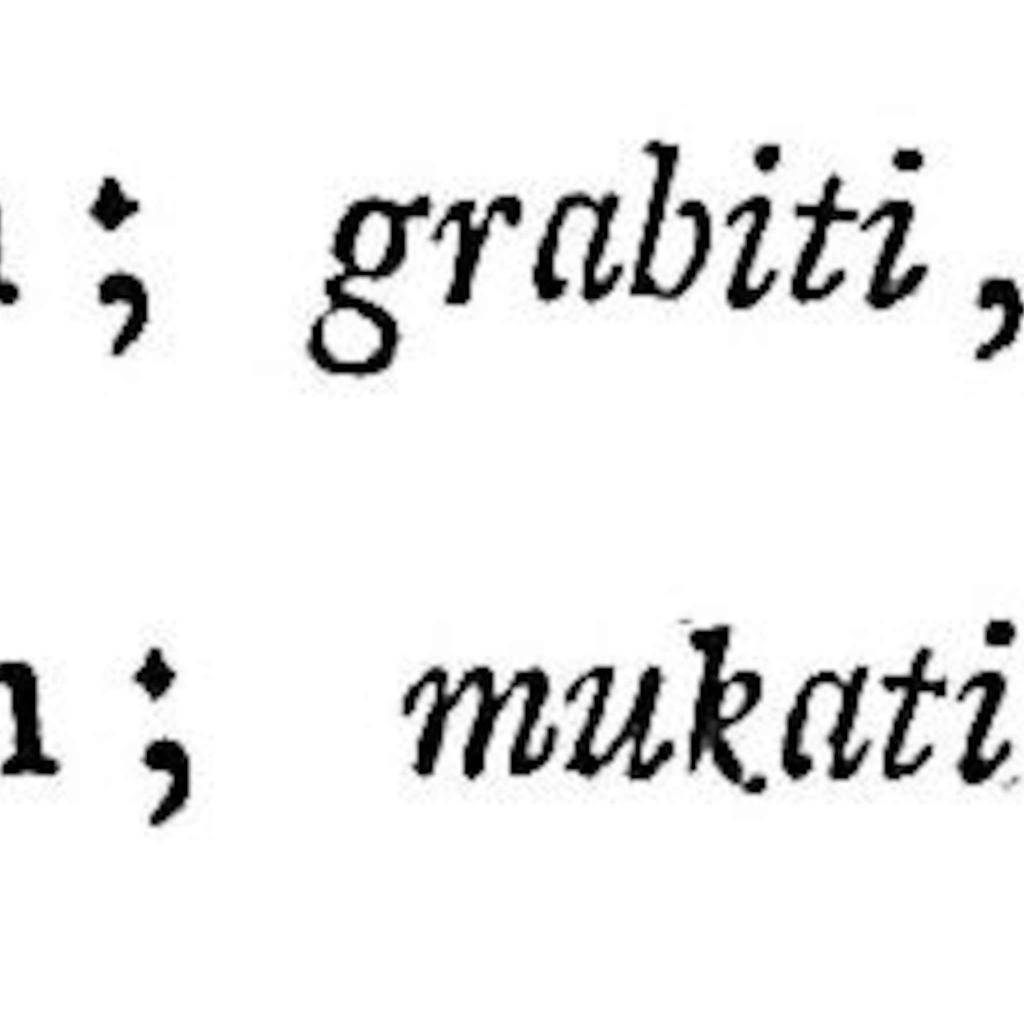 ; grabiti,
; mukati